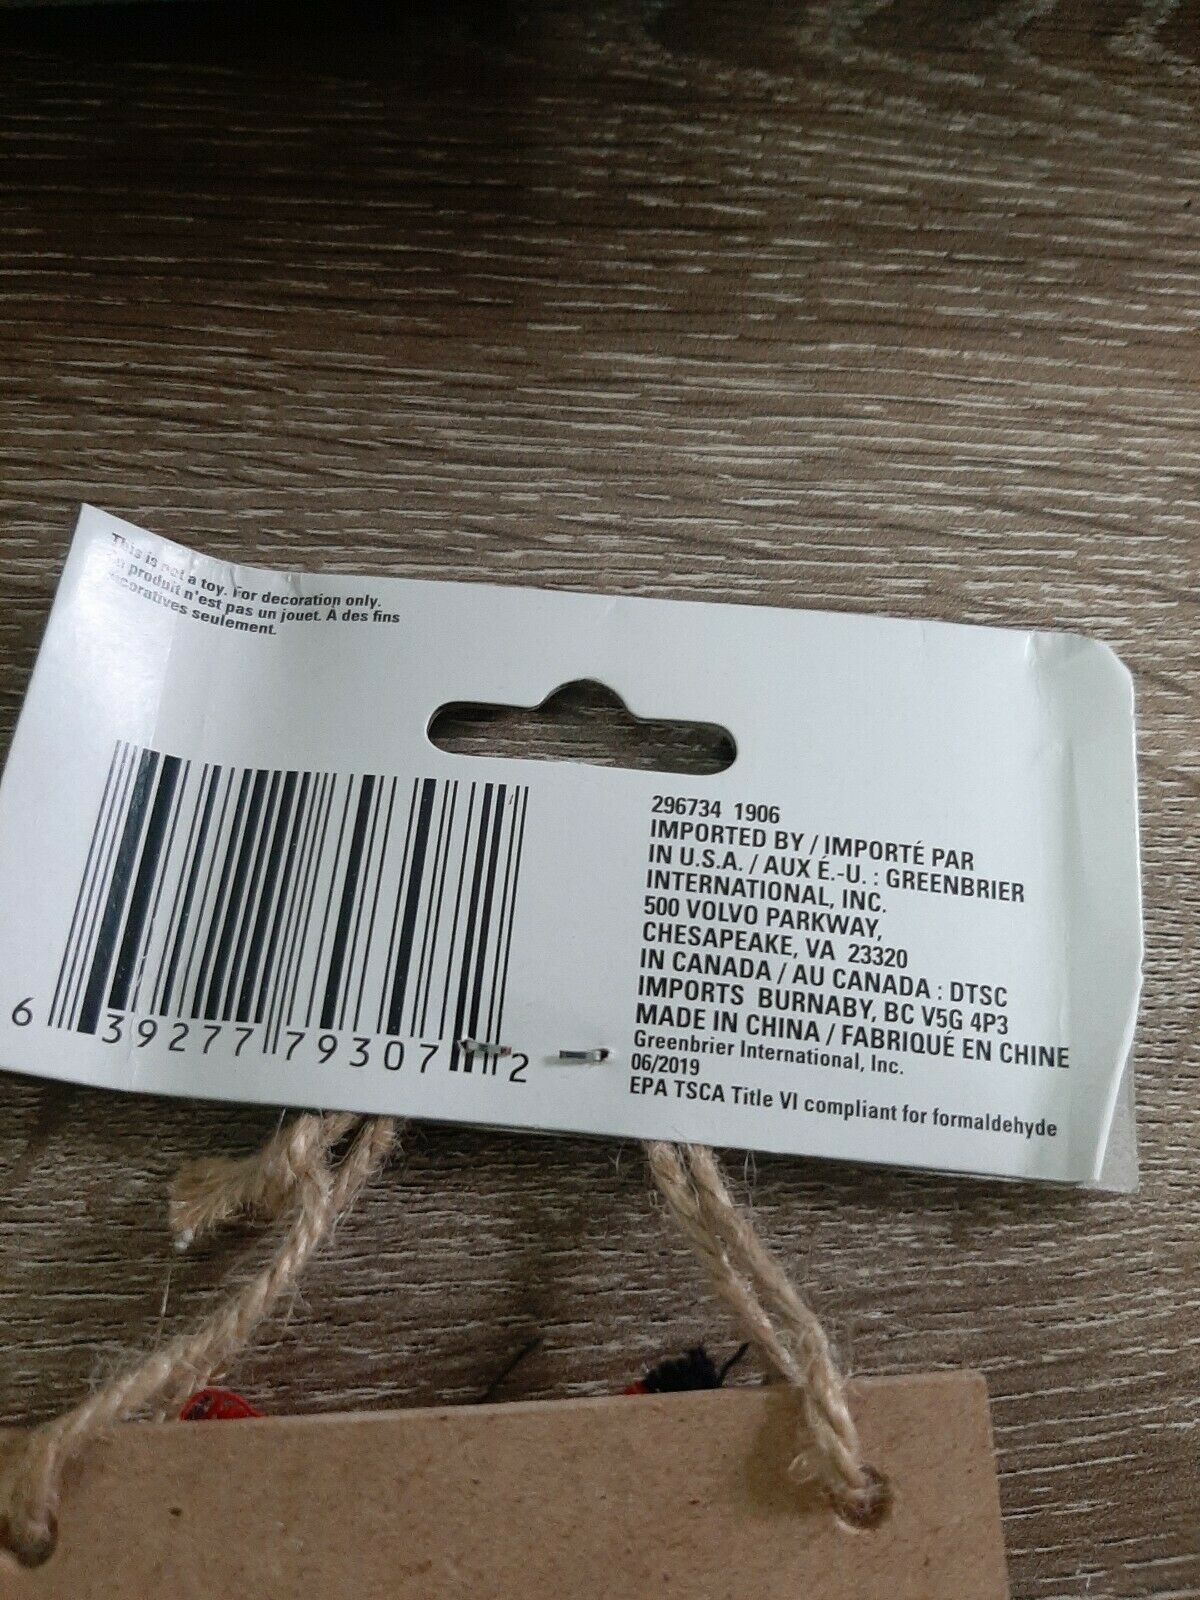 This is not a toy. For decoration only.
produit n'est pas un jouet. À des fins
seulement.
6 39277 79307 2
296734 1906
IMPORTED BY / IMPORTÉ PAR
IN U.S.A. / AUX É.-U. : GREENBRIER
INTERNATIONAL, INC.
500 VOLVO PARKWAY,
CHESAPEAKE, VA 23320
IN CANADA / AU CANADA : DTSC
IMPORTS BURNABY, BC V5G 4P3
MADE IN CHINA / FABRIQUÉ EN CHINE
Greenbrier International, Inc.
06/2019
EPA TSCA Title VI compliant for formaldehyde